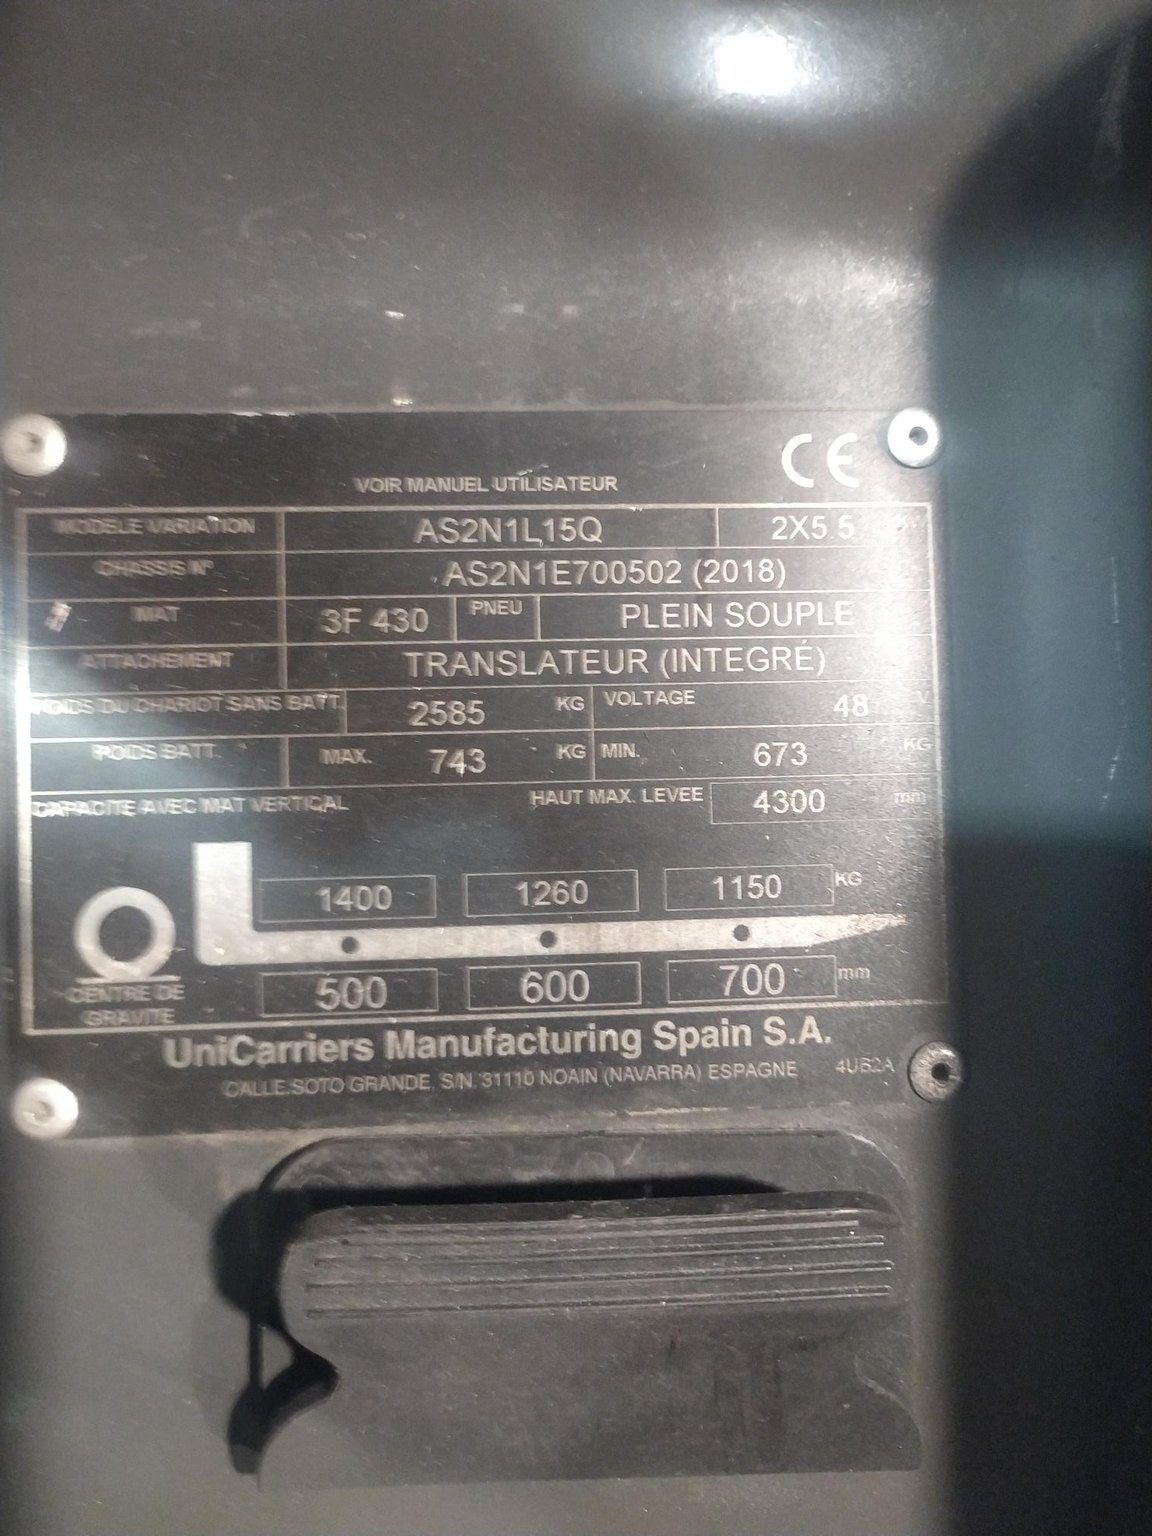 CE
VOIR MANUEL UTILISATEUR
MODELE VARIATION AS2N1L15Q 2X5.5
CHASSIS Nº AS2N1E700502 (2018)
MAT 3F 430 PNEU PLEIN SOUPLE
ATTACHEMENT TRANSLATEUR (INTEGRÉ)
POIDS DU CHARIOT SANS BATT. 2585 KG VOLTAGE 48 V
POIDS BATT. MAX. 743 KG MIN. 673 KG
CAPACITE AVEC MAT VERTICAL HAUT MAX. LEVEE 4300 mm
1400 1260 1150 KG
500 600 700 mm
CENTRE DE
GRAVITE
UniCarriers Manufacturing Spain S.A.
CALLE.SOTO GRANDE, S/N. 31110 NOAIN (NAVARRA) ESPAGNE 4UB2A